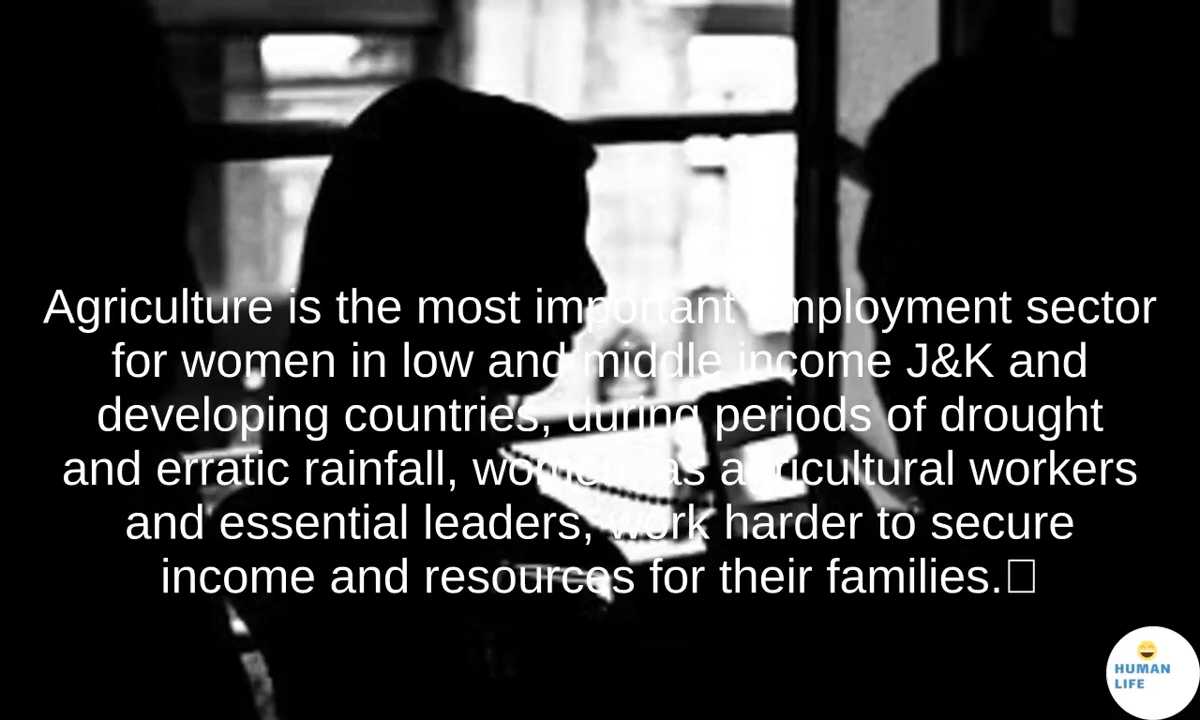 Agriculture is the most important employment sector
for women in low and middle income J&K and
developing countries, during periods of drought
and erratic rainfall, women, as agricultural workers
and essential leaders, work harder to secure
income and resources for their families.
HUMAN
LIFE